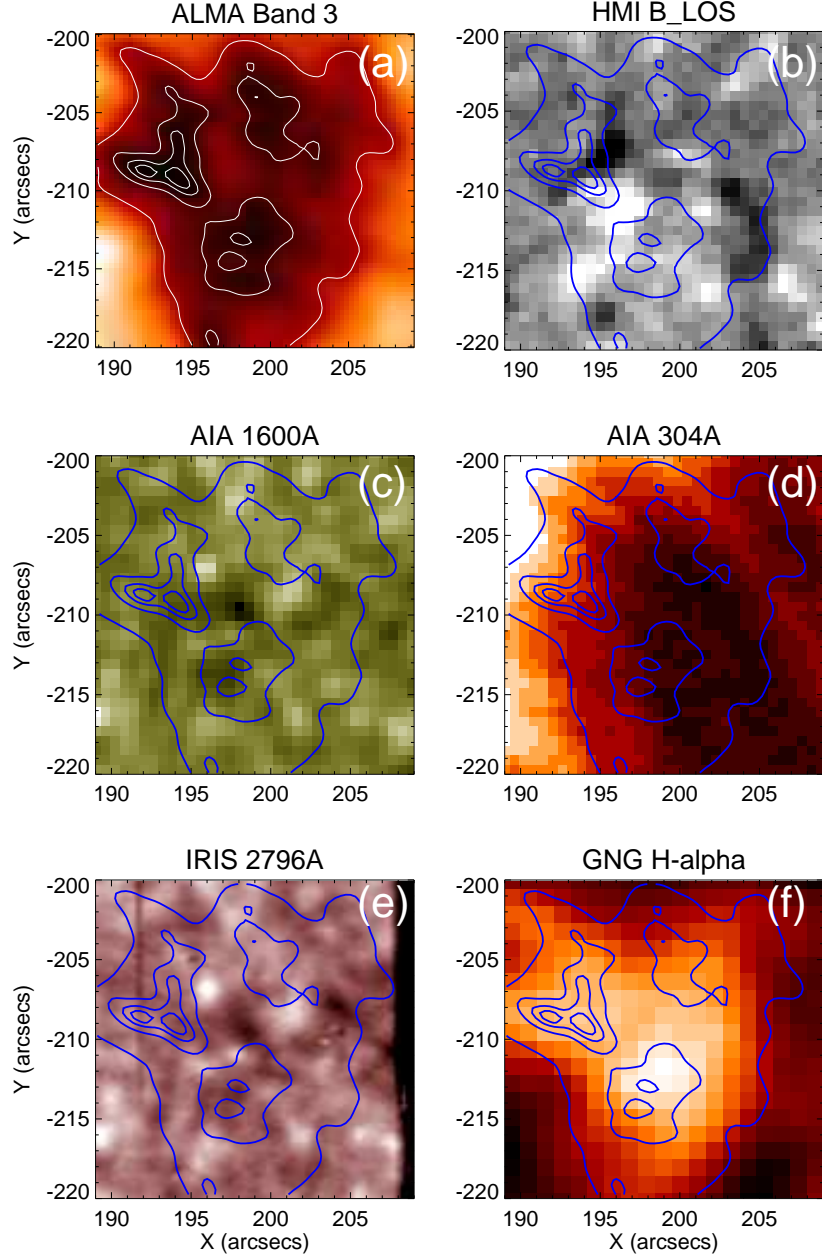 ALMA Band 3
HMI B_LOS
(a)
(b)
-200
-205
-210
-215
-220
Y (arcsecs)
190 195 200 205
-200
-205
-210
-215
-220
190 195 200 205
AIA 1600A
AIA 304A
(c)
(d)
-200
-205
-210
-215
-220
Y (arcsecs)
190 195 200 205
-200
-205
-210
-215
-220
190 195 200 205
IRIS 2796A
GNG H-alpha
(e)
(f)
-200
-205
-210
-215
-220
Y (arcsecs)
190 195 200 205
X (arcsecs)
-200
-205
-210
-215
-220
190 195 200 205
X (arcsecs)